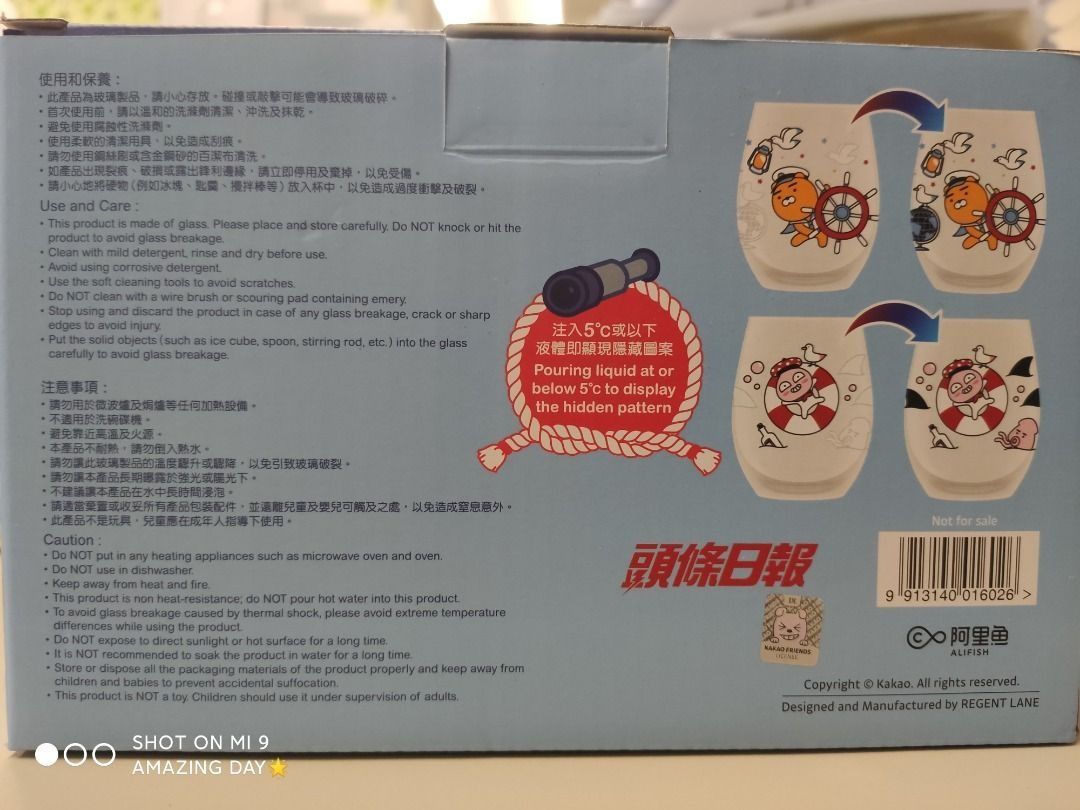 使用和保養：
• 此產品為玻璃製品，請小心存放。碰撞或敲擊可能會導致玻璃破碎。
• 首次使用前，請以溫和的洗滌劑清潔、沖洗及抹乾。
• 避免使用腐蝕性洗滌劑。
• 使用柔軟的清潔用具，以免造成刮痕。
• 請勿使用鋼絲刷或含金鋼砂的百潔布清洗。
• 如產品出現裂痕、破損或露出鋒利邊緣，請立即停用及棄掉，以免受傷。
• 請小心地將硬物（例如冰塊、匙羹、攪拌棒等）放入杯中，以免造成過度衝擊及破裂。
Use and Care :
• This product is made of glass. Please place and store carefully. Do NOT knock or hit the
product to avoid glass breakage.
• Clean with mild detergent, rinse and dry before use.
• Avoid using corrosive detergent.
• Use the soft cleaning tools to avoid scratches.
• Do NOT clean with a wire brush or scouring pad containing emery.
• Stop using and discard the product in case of any glass breakage, crack or sharp
edges to avoid injury.
• Put the solid objects (such as ice cube, spoon, stirring rod, etc.) into the glass
carefully to avoid glass breakage.
注意事項：
• 請勿用於微波爐及焗爐等任何加熱設備。
• 不適用於洗碗碟機。
• 避免靠近高溫及火源。
• 本產品不耐熱，請勿倒入熱水。
• 請勿讓此玻璃製品的溫度驟升或驟降，以免引致玻璃破裂。
• 請勿讓本產品長期曝露於強光或陽光下。
• 不建議讓本產品在水中長時間浸泡。
• 請適當棄置或收妥所有產品包裝配件，並遠離兒童及嬰兒可觸及之處，以免造成窒息意外。
• 此產品不是玩具，兒童應在成年人指導下使用。
Caution :
• Do NOT put in any heating appliances such as microwave oven and oven.
• Do NOT use in dishwasher.
• Keep away from heat and fire.
• This product is non heat-resistance; do NOT pour hot water into this product.
• To avoid glass breakage caused by thermal shock, please avoid extreme temperature
differences while using the product.
• Do NOT expose to direct sunlight or hot surface for a long time.
• It is NOT recommended to soak the product in water for a long time.
• Store or dispose all the packaging materials of the product properly and keep away from
children and babies to prevent accidental suffocation.
• This product is NOT a toy. Children should use it under supervision of adults.
注入5°C或以下
液體即顯現隱藏圖案
Pouring liquid at or
below 5°C to display
the hidden pattern
頭條日報
KAKAO FRIENDS
LICENSE
Not for sale
9 913140 016026 >
阿里鱼
ALIFISH
Copyright © Kakao. All rights reserved.
Designed and Manufactured by REGENT LANE
SHOT ON MI 9
AMAZING DAY⭐